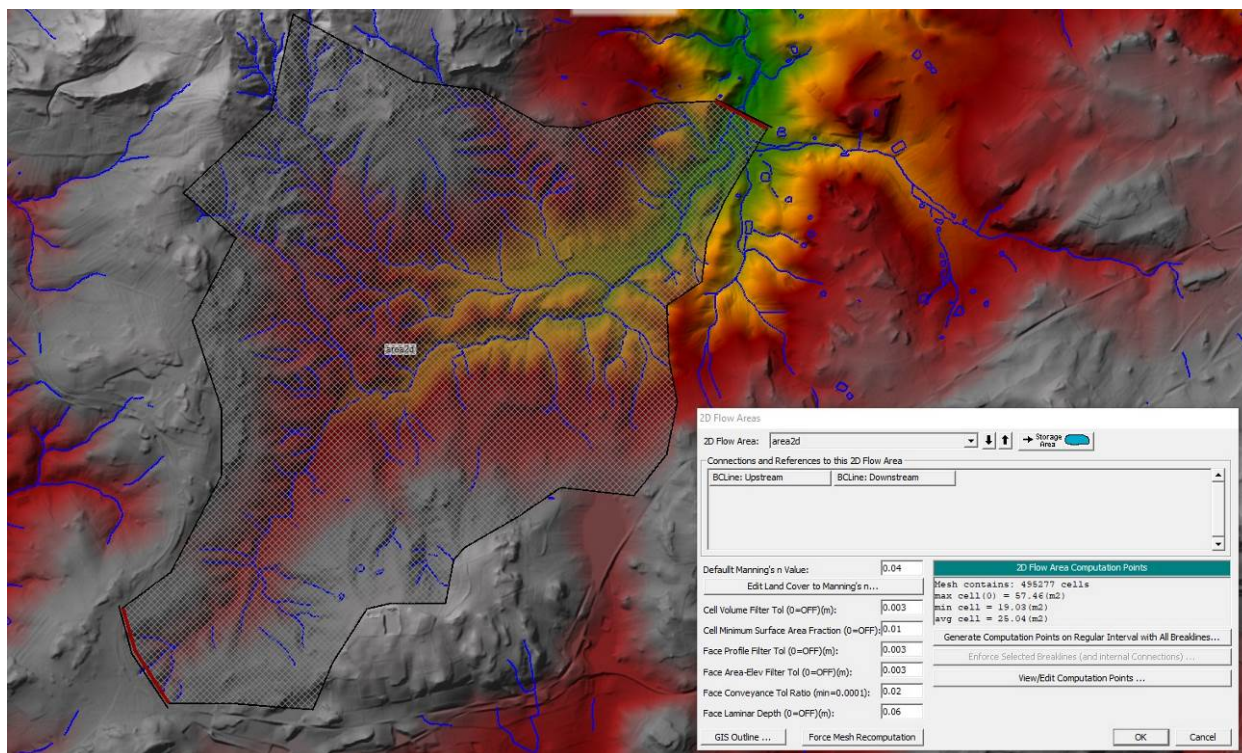 area2d
2D Flow Areas
2D Flow Area: area2d Storage Area
Connections and References to this 2D Flow Area
BCLine: Upstream BCLine: Downstream
Default Manning's n Value: 0.04
Edit Land Cover to Manning's n...
Cell Volume Filter Tol (0=OFF)(m): 0.003
Cell Minimum Surface Area Fraction (0=OFF): 0.01
Face Profile Filter Tol (0=OFF)(m): 0.003
Face Area-Elev Filter Tol (0=OFF)(m): 0.003
Face Conveyance Tol Ratio (min=0.0001): 0.02
Face Laminar Depth (0=OFF)(m): 0.06
2D Flow Area Computation Points
Mesh contains: 495277 cells
max cell(0) = 57.46(m2)
min cell = 19.03(m2)
avg cell = 25.04(m2)
Generate Computation Points on Regular Interval with All Breaklines...
Enforce Selected Breaklines (and internal Connections) ...
View/Edit Computation Points ...
GIS Outline ... Force Mesh Recomputation OK Cancel